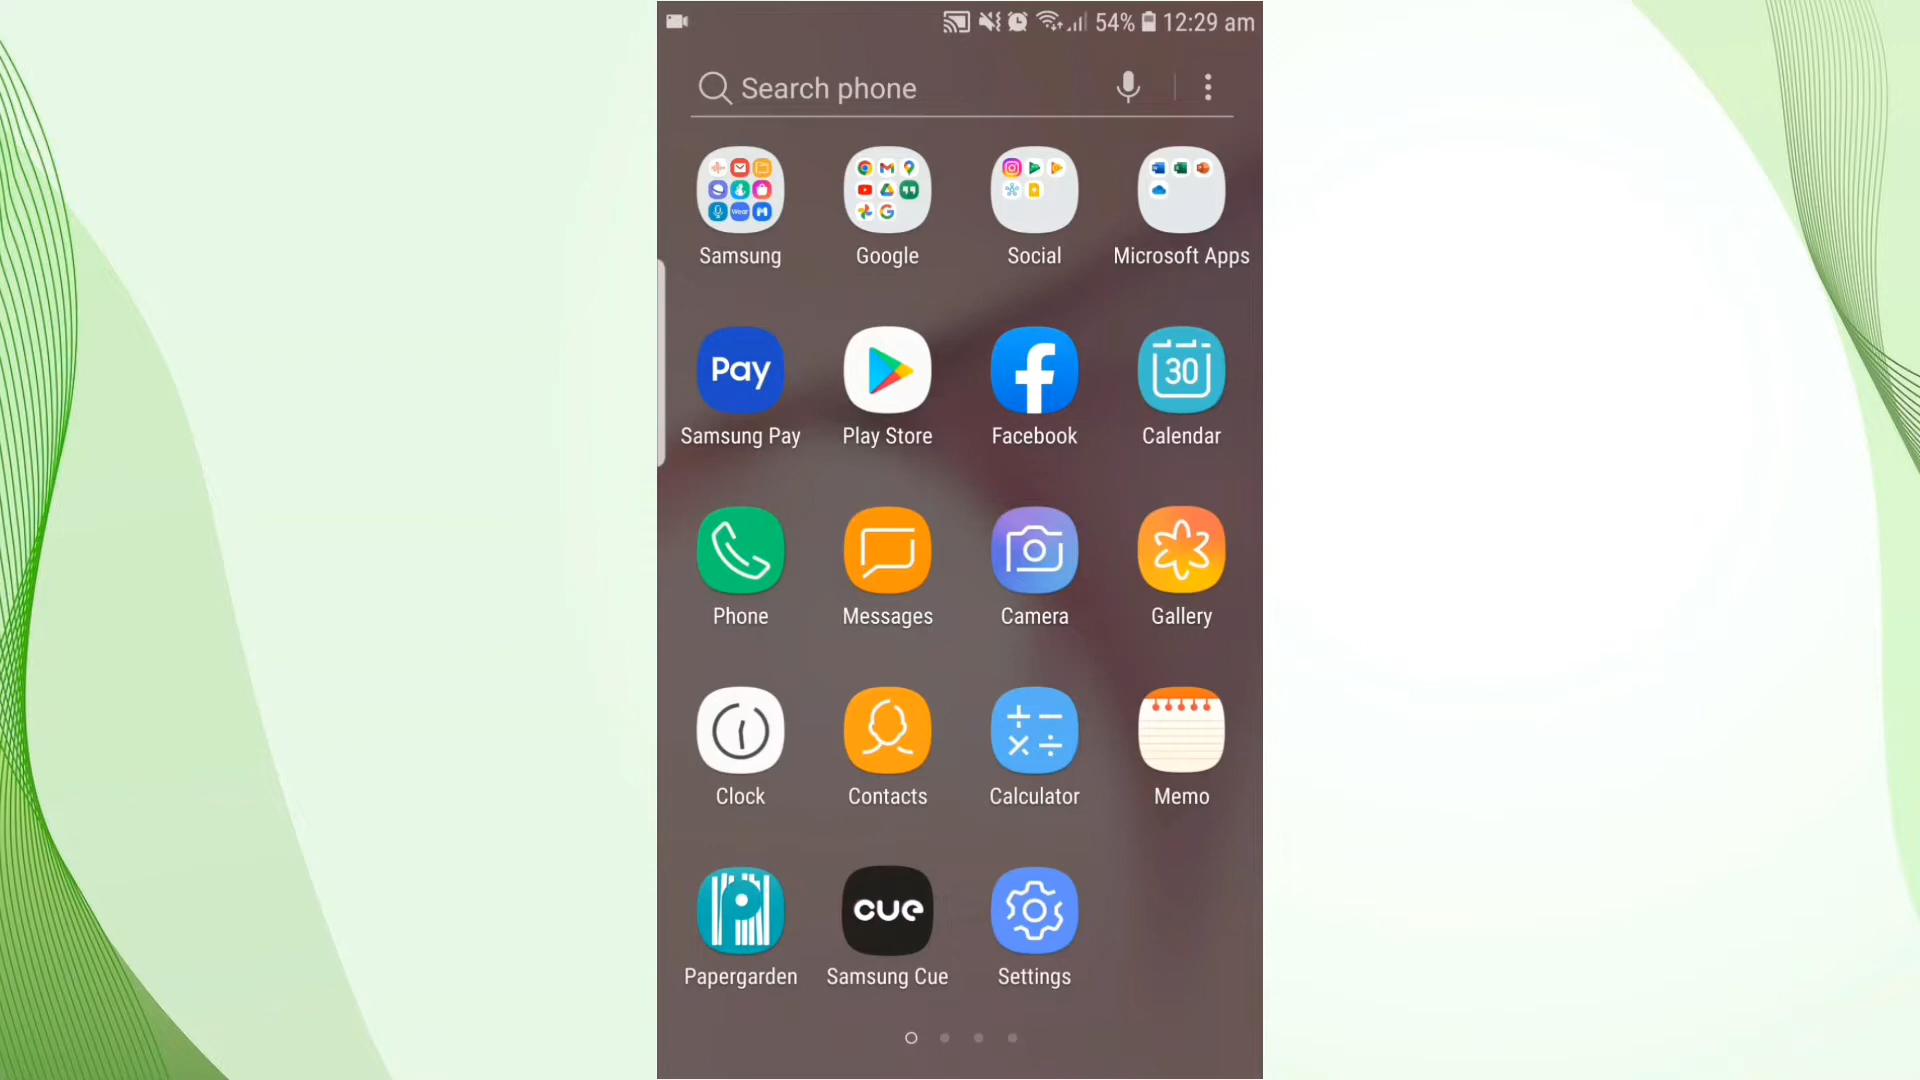 54% 12:29 am
Search phone
Wear
Samsung Google Social Microsoft Apps
Pay
30
Samsung Pay Play Store Facebook Calendar
Phone Messages Camera Gallery
Clock Contacts Calculator Memo
cue
Papergarden Samsung Cue Settings